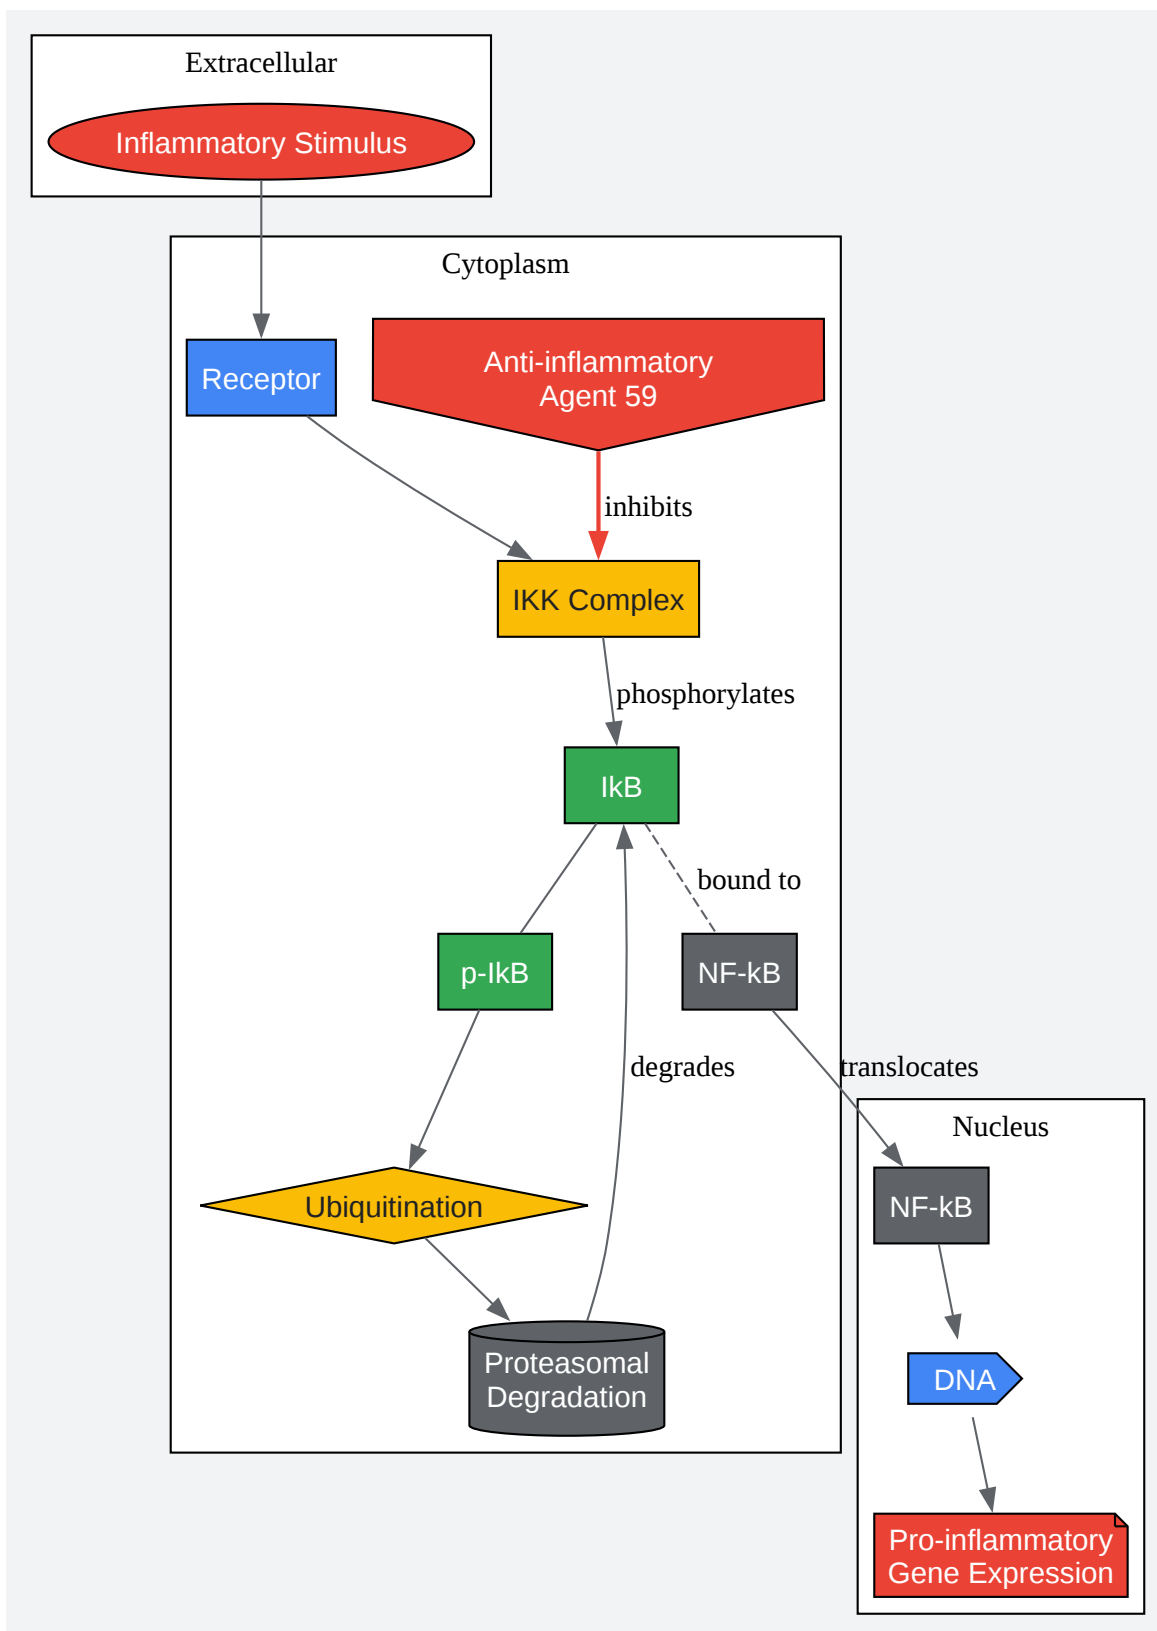 Extracellular
Inflammatory Stimulus
Cytoplasm
Receptor
Anti-inflammatory
Agent 59
inhibits
IKK Complex
phosphorylates
IkB
bound to
p-IkB
NF-kB
degrades
translocates
Nucleus
Ubiquitination
NF-kB
Proteasomal
Degradation
DNA
Pro-inflammatory
Gene Expression